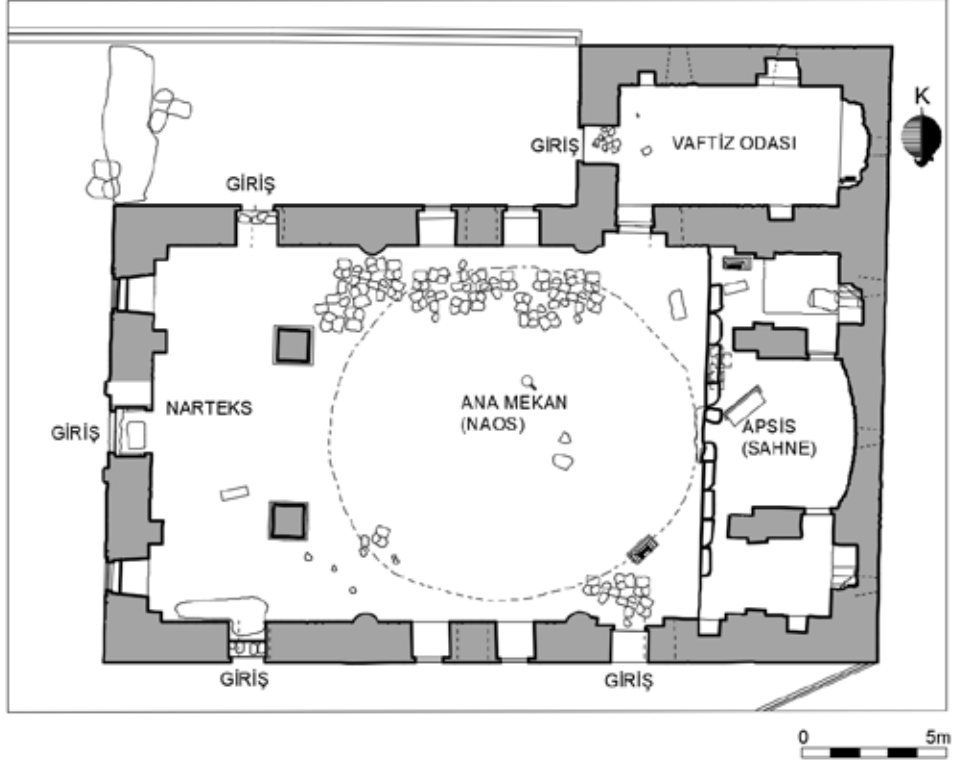 K
GİRİŞ
VAFTİZ ODASI
GİRİŞ
NARTEKS
ANA MEKAN
(NAOS)
GİRİŞ
APSİS
(SAHNE)
GİRİŞ
GİRİŞ
0 5m